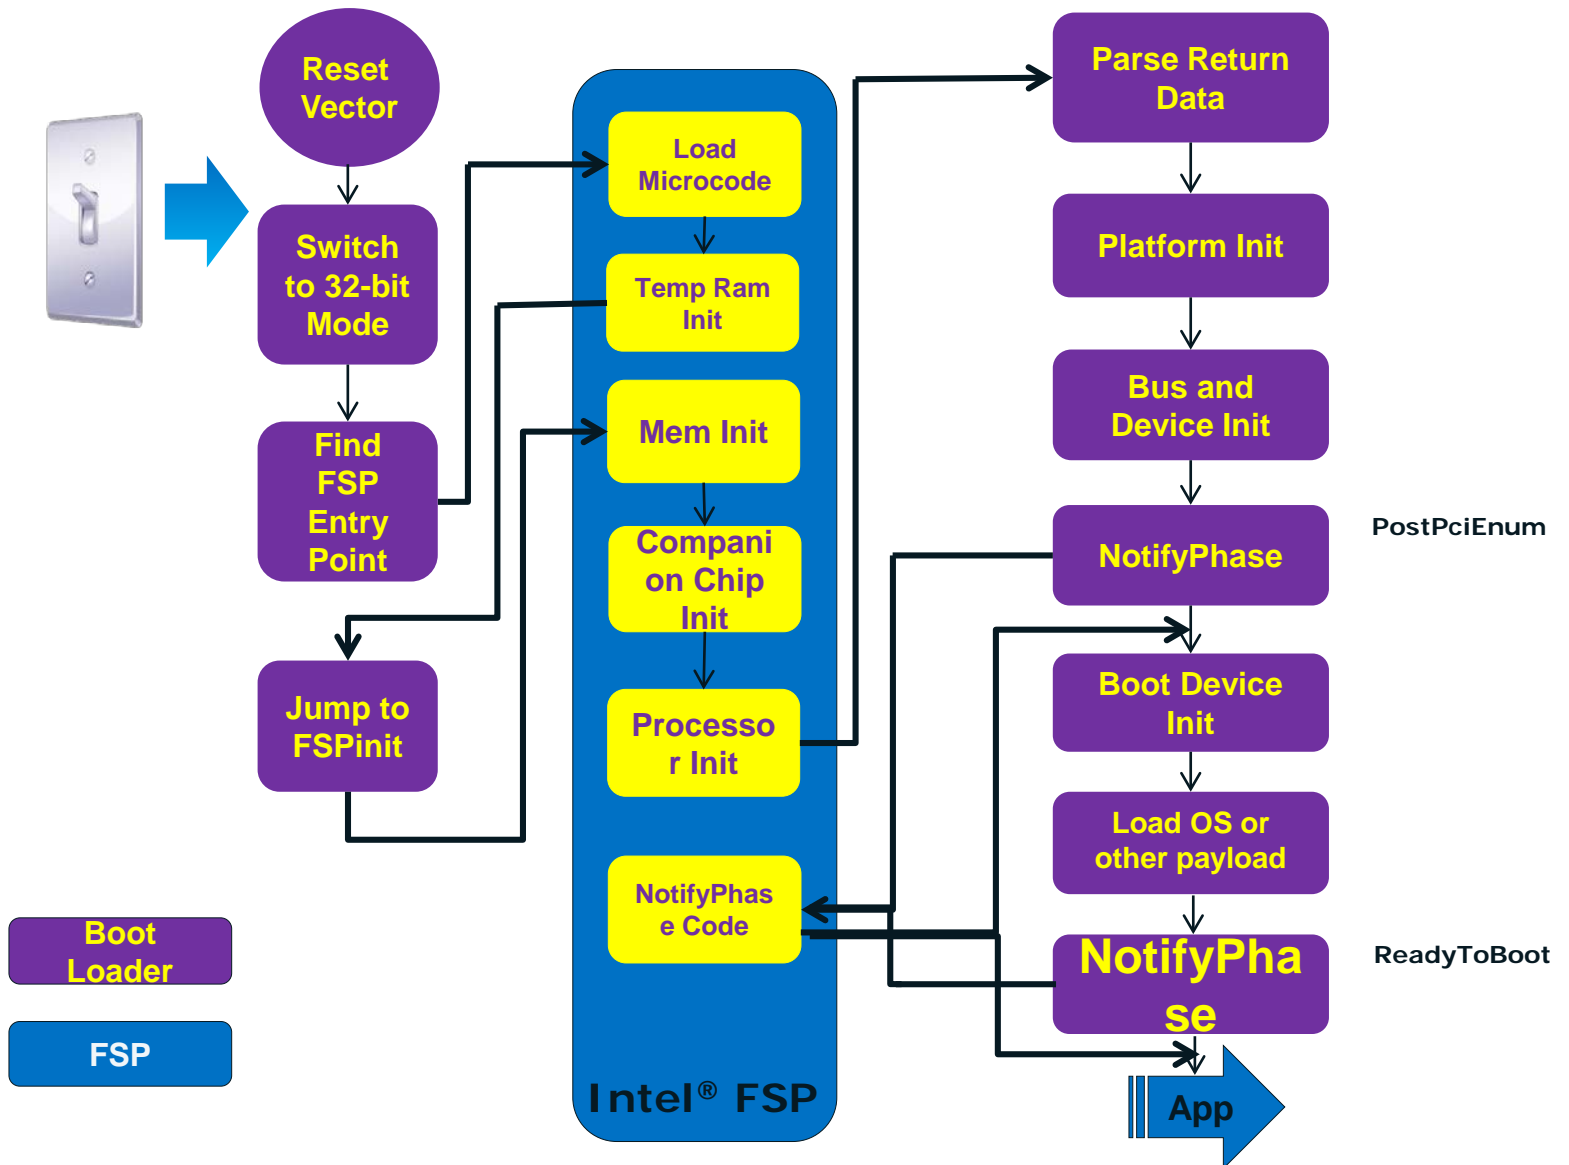 Reset
Vector
Switch
to 32-bit
Mode
Find
FSP
Entry
Point
Jump to
FSPinit
Boot
Loader
FSP
Load
Microcode
Temp Ram
Init
Mem Init
Compani
on Chip
Init
Processo
r Init
NotifyPhas
e Code
Intel® FSP
Parse Return
Data
Platform Init
Bus and
Device Init
NotifyPhase
PostPciEnum
Boot Device
Init
Load OS or
other payload
NotifyPha
se
ReadyToBoot
App